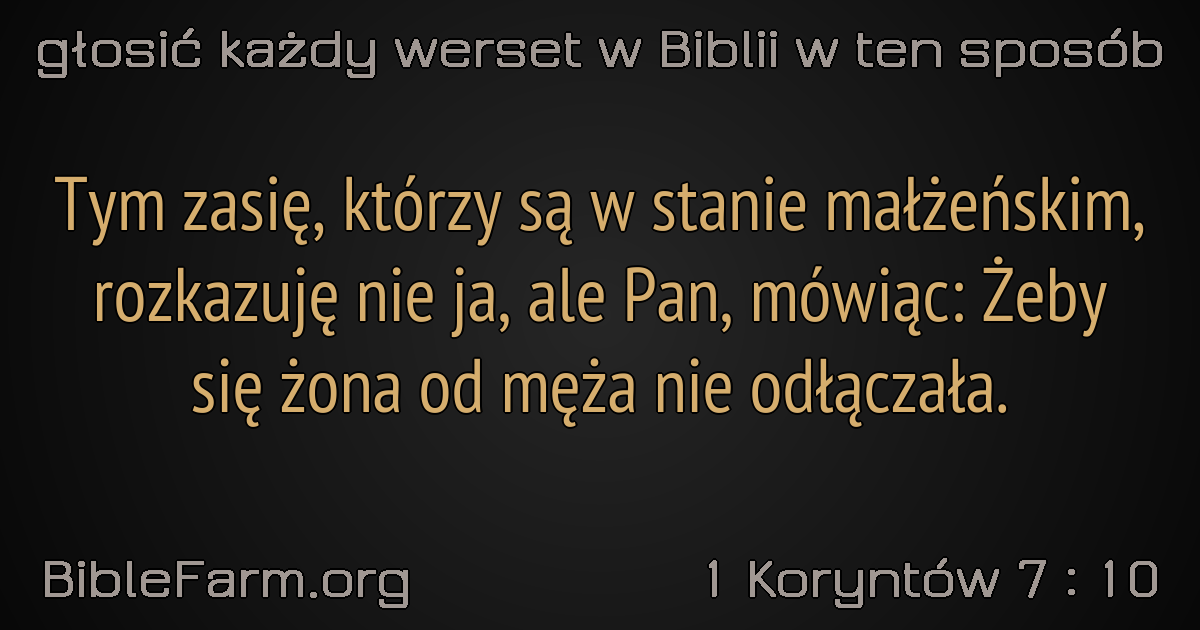 głosić każdy werset w Biblii w ten sposób
Tym zasię, którzy są w stanie małżeńskim,
rozkazuję nie ja, ale Pan, mówiąc: Żeby
się żona od męża nie odłączała.
BibleFarm.org
1 Koryntów 7 : 10